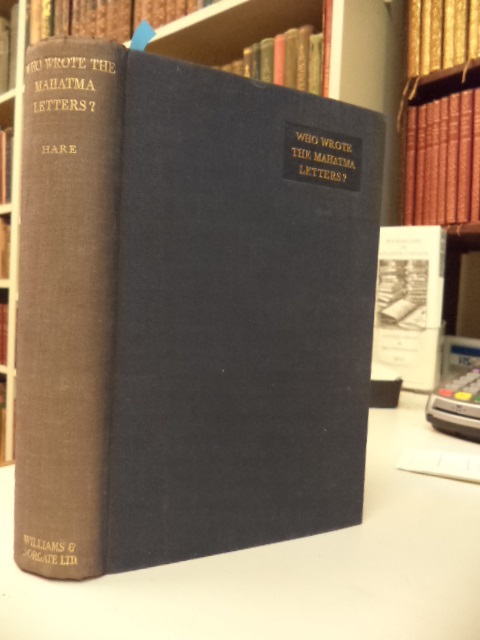 WHO WROTE THE
MAHATMA
LETTERS?
HARE
WILLIAMS &
NORGATE LTD
WHO WROTE
THE MAHATMA
LETTERS?